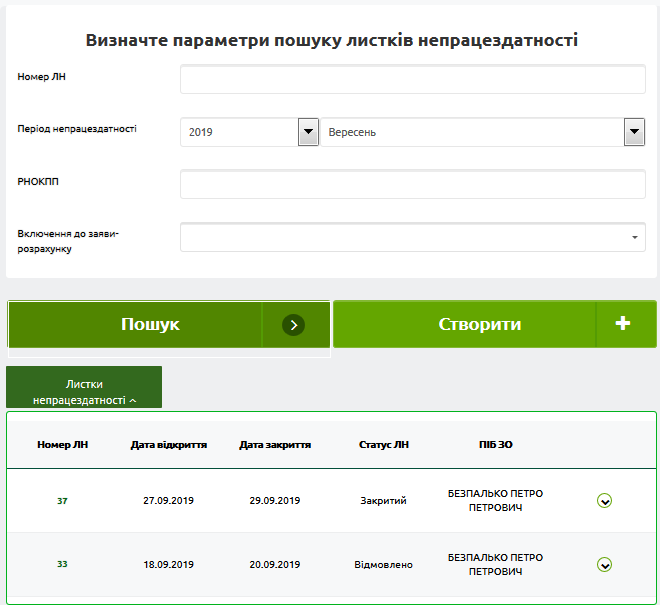 Визначте параметри пошуку листків непрацездатності
Номер ЛН
Період непрацездатності 2019 Вересень
РНОКПП
Включення до заяви-
розрахунку
Пошук Створити
Листки
непрацездатності
Номер ЛН Дата відкриття Дата закриття Статус ЛН ПІБ ЗО
37 27.09.2019 29.09.2019 Закритий БЕЗПАЛЬКО ПЕТРО
ПЕТРОВИЧ
33 18.09.2019 20.09.2019 Відмовлено БЕЗПАЛЬКО ПЕТРО
ПЕТРОВИЧ